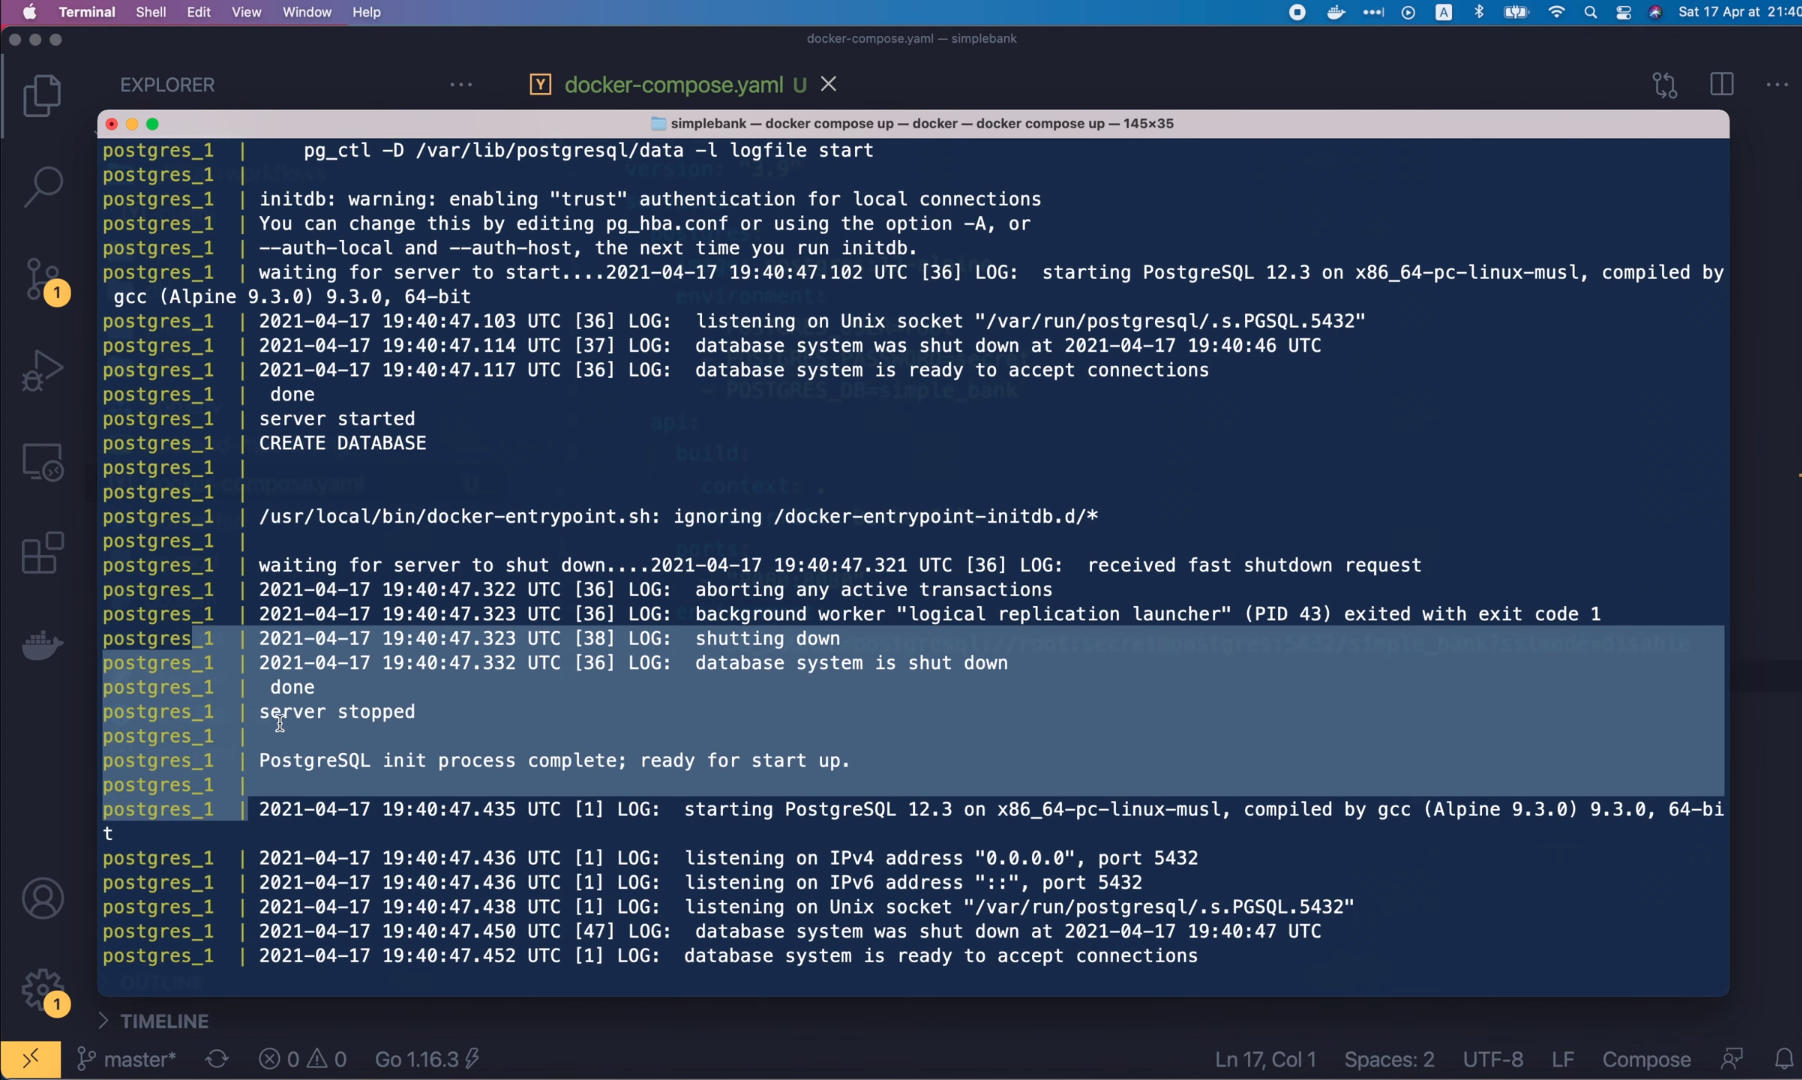 Terminal Shell Edit View Window Help A Sat 17 Apr at 21:40
docker-compose.yaml — simplebank
EXPLORER ··· Y docker-compose.yaml U
simplebank — docker compose up — docker — docker compose up — 145×35
postgres_1 | pg_ctl -D /var/lib/postgresql/data -l logfile start
postgres_1 |
postgres_1 | initdb: warning: enabling "trust" authentication for local connections
postgres_1 | You can change this by editing pg_hba.conf or using the option -A, or
postgres_1 | --auth-local and --auth-host, the next time you run initdb.
postgres_1 | waiting for server to start....2021-04-17 19:40:47.102 UTC [36] LOG:  starting PostgreSQL 12.3 on x86_64-pc-linux-musl, compiled by
gcc (Alpine 9.3.0) 9.3.0, 64-bit
environment:
postgres_1 | 2021-04-17 19:40:47.103 UTC [36] LOG:  listening on Unix socket "/var/run/postgresql/.s.PGSQL.5432"
postgres_1 | 2021-04-17 19:40:47.114 UTC [37] LOG:  database system was shut down at 2021-04-17 19:40:46 UTC
postgres_1 | 2021-04-17 19:40:47.117 UTC [36] LOG:  database system is ready to accept connections
postgres_1 | done
- POSTGRES_DB=simple_bank
postgres_1 | server started
api:
postgres_1 | CREATE DATABASE
build:
postgres_1 |
postgres_1 |
context: .
postgres_1 | /usr/local/bin/docker-entrypoint.sh: ignoring /docker-entrypoint-initdb.d/*
postgres_1 |
ports:
postgres_1 | waiting for server to shut down....2021-04-17 19:40:47.321 UTC [36] LOG:  received fast shutdown request
postgres_1 | 2021-04-17 19:40:47.322 UTC [36] LOG:  aborting any active transactions
postgres_1 | 2021-04-17 19:40:47.323 UTC [36] LOG:  background worker "logical replication launcher" (PID 43) exited with exit code 1
postgres_1 | 2021-04-17 19:40:47.323 UTC [38] LOG:  shutting down
postgres_1 | 2021-04-17 19:40:47.332 UTC [36] LOG:  database system is shut down
postgres_1 | done
postgres_1 | server stopped
postgres_1 |
postgres_1 | PostgreSQL init process complete; ready for start up.
postgres_1 |
postgres_1 | 2021-04-17 19:40:47.435 UTC [1] LOG:  starting PostgreSQL 12.3 on x86_64-pc-linux-musl, compiled by gcc (Alpine 9.3.0) 9.3.0, 64-bi
t
postgres_1 | 2021-04-17 19:40:47.436 UTC [1] LOG:  listening on IPv4 address "0.0.0.0", port 5432
postgres_1 | 2021-04-17 19:40:47.436 UTC [1] LOG:  listening on IPv6 address "::", port 5432
postgres_1 | 2021-04-17 19:40:47.438 UTC [1] LOG:  listening on Unix socket "/var/run/postgresql/.s.PGSQL.5432"
postgres_1 | 2021-04-17 19:40:47.450 UTC [47] LOG:  database system was shut down at 2021-04-17 19:40:47 UTC
postgres_1 | 2021-04-17 19:40:47.452 UTC [1] LOG:  database system is ready to accept connections
OUTLINE
1
1
TIMELINE
master* 0 0 Go 1.16.3 Ln 17, Col 1 Spaces: 2 UTF-8 LF Compose